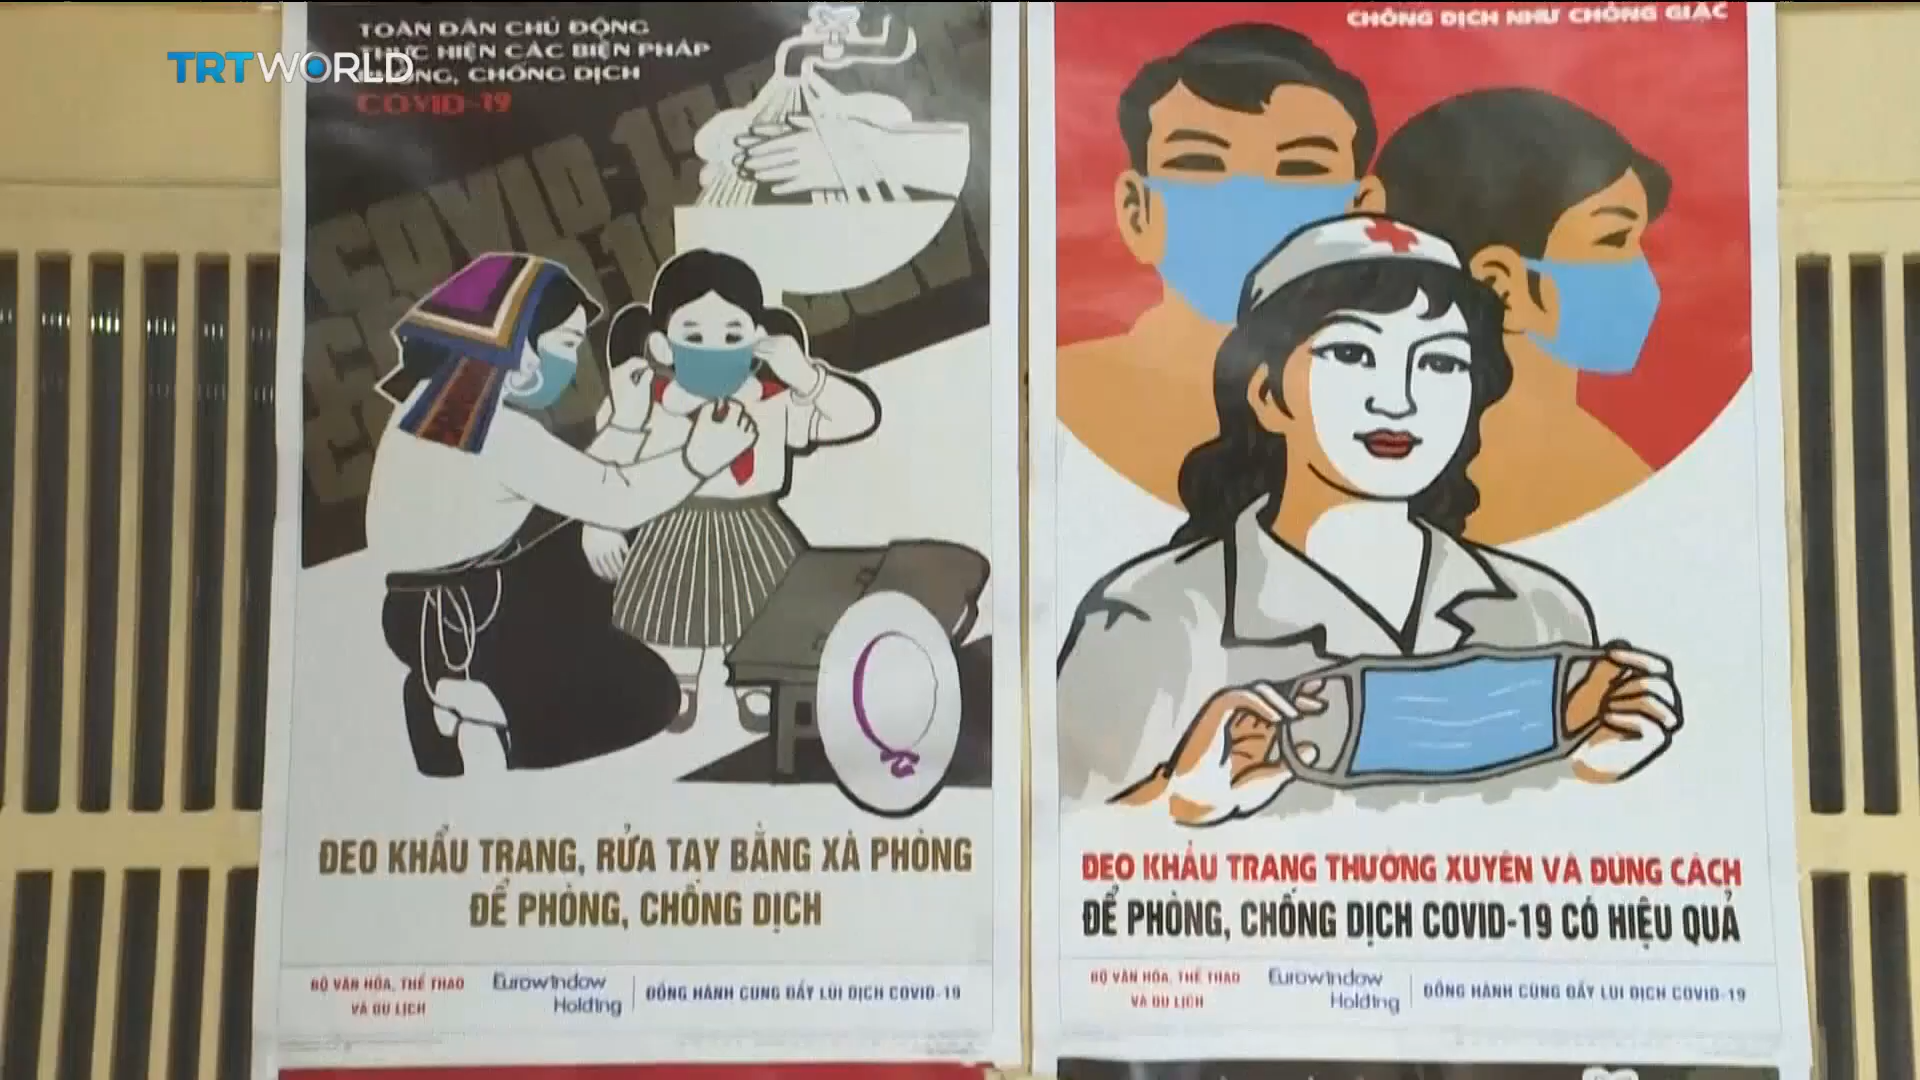 TRT WORLD
TOÀN DÂN CHỦ ĐỘNG
THỰC HIỆN CÁC BIỆN PHÁP
PHÒNG, CHỐNG DỊCH
COVID-19
COVID-19
ĐEO KHẨU TRANG, RỬA TAY BẰNG XÀ PHÒNG
ĐỂ PHÒNG, CHỐNG DỊCH
BỘ VĂN HÓA, THỂ THAO
VÀ DU LỊCH
Eurowindow
Holding
ĐỒNG HÀNH CÙNG ĐẨY LÙI DỊCH COVID-19
CHỐNG DỊCH NHƯ CHỐNG GIẶC
ĐEO KHẨU TRANG THƯỜNG XUYÊN VÀ ĐÚNG CÁCH
ĐỂ PHÒNG, CHỐNG DỊCH COVID-19 CÓ HIỆU QUẢ
BỘ VĂN HÓA, THỂ THAO
VÀ DU LỊCH
Eurowindow
Holding
ĐỒNG HÀNH CÙNG ĐẨY LÙI DỊCH COVID-19